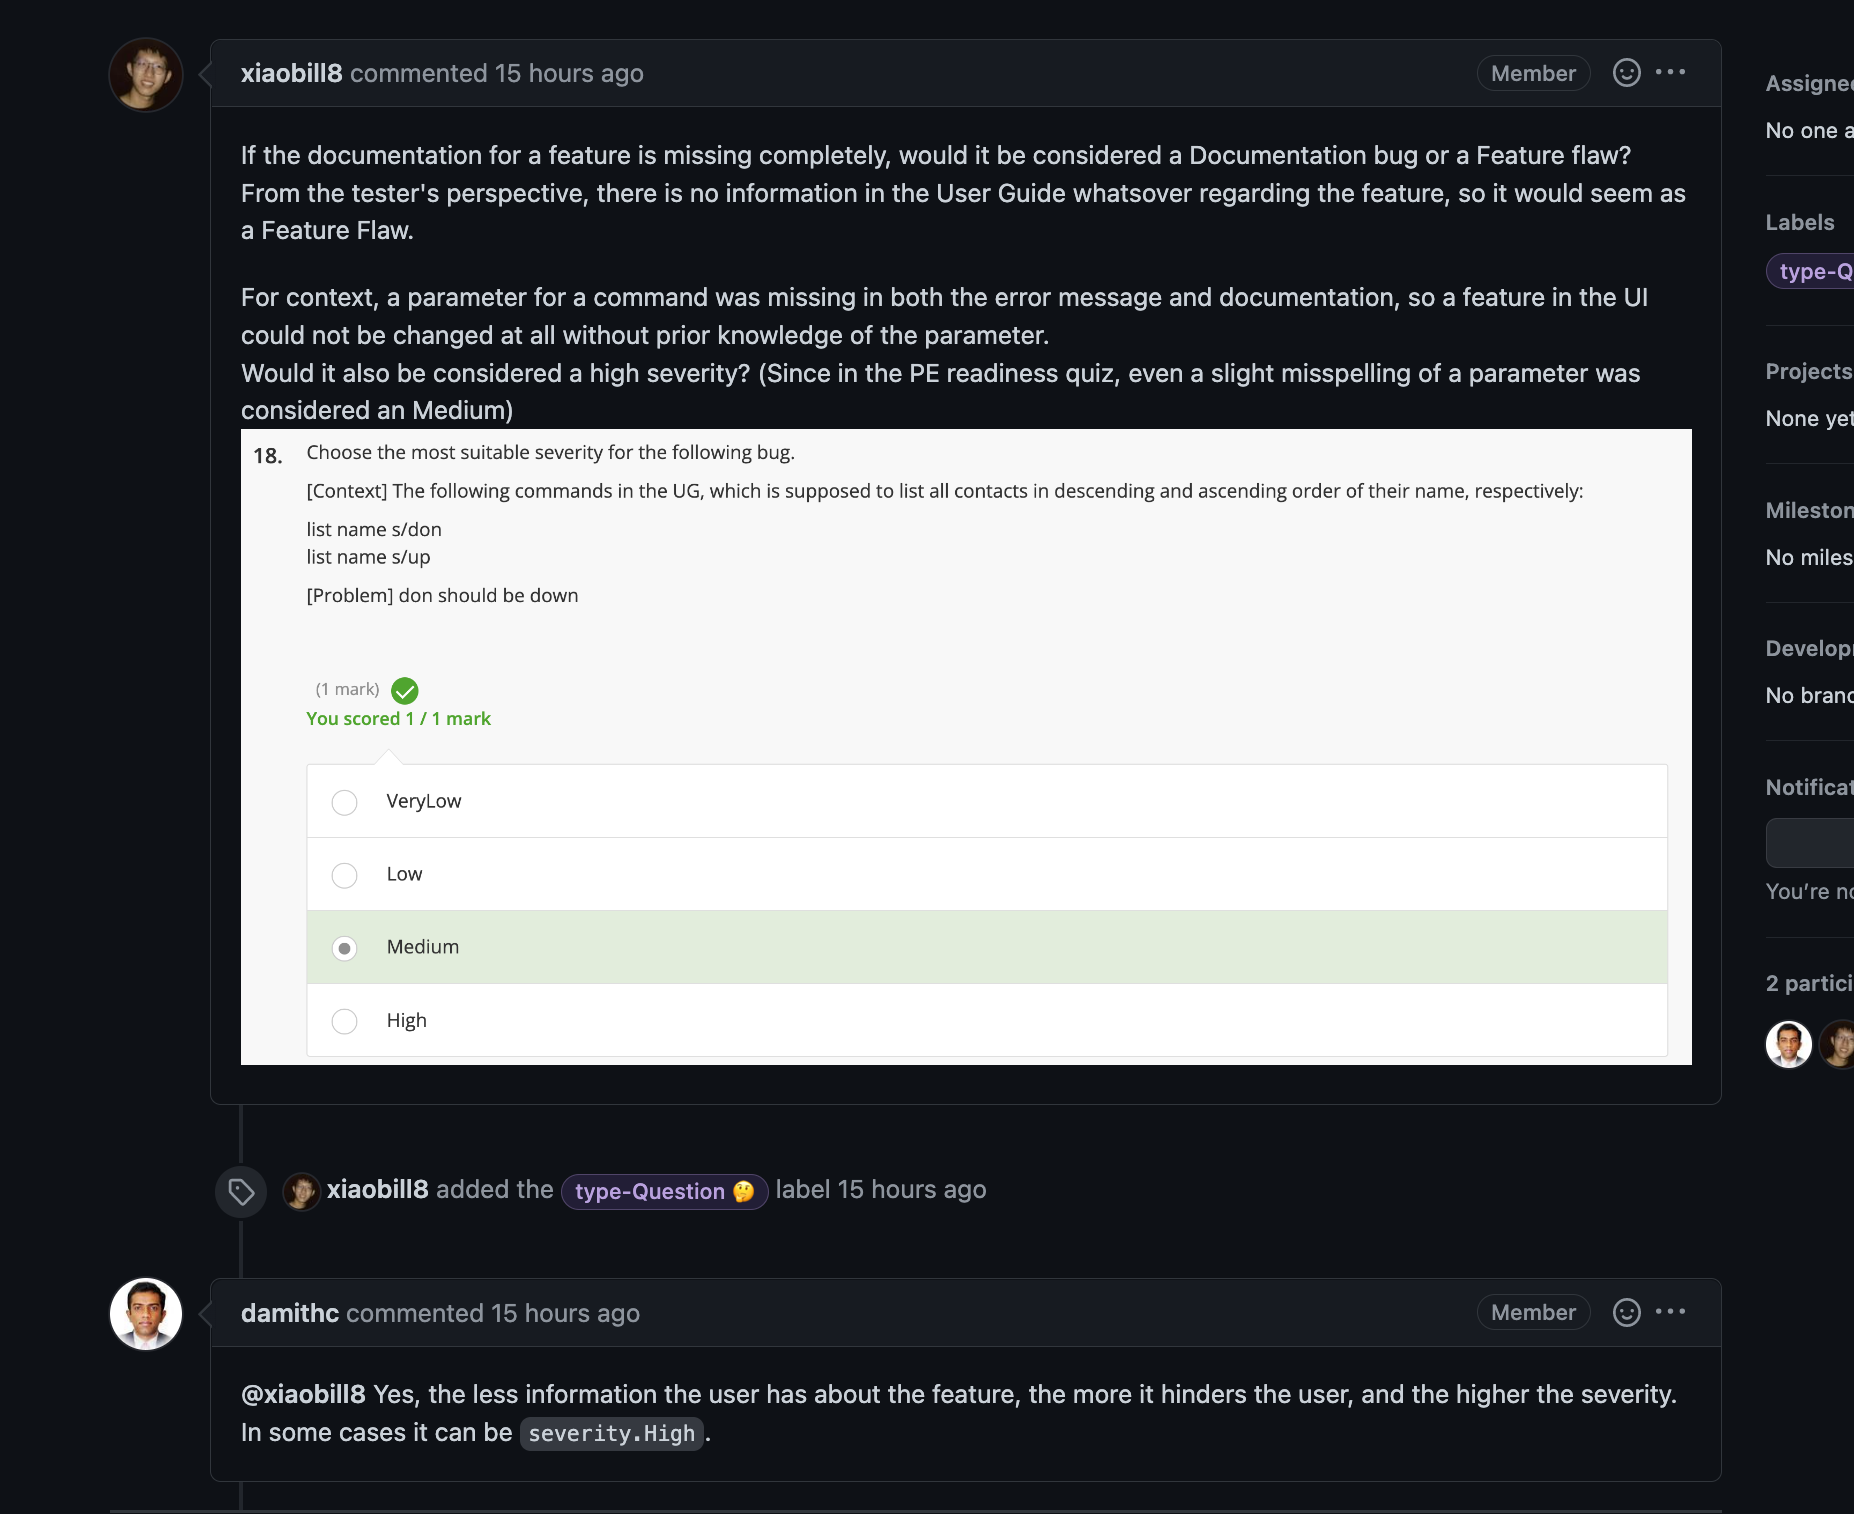 xiaobill8 commented 15 hours ago
Member
If the documentation for a feature is missing completely, would it be considered a Documentation bug or a Feature flaw?
From the tester's perspective, there is no information in the User Guide whatsover regarding the feature, so it would seem as
a Feature Flaw.
For context, a parameter for a command was missing in both the error message and documentation, so a feature in the UI
could not be changed at all without prior knowledge of the parameter.
Would it also be considered a high severity? (Since in the PE readiness quiz, even a slight misspelling of a parameter was
considered an Medium)
18. Choose the most suitable severity for the following bug.
[Context] The following commands in the UG, which is supposed to list all contacts in descending and ascending order of their name, respectively:
list name s/don
list name s/up
[Problem] don should be down
(1 mark)
You scored 1 / 1 mark
VeryLow
Low
Medium
High
xiaobill8 added the type-Question 🤔 label 15 hours ago
damithc commented 15 hours ago
Member
@xiaobill8 Yes, the less information the user has about the feature, the more it hinders the user, and the higher the severity.
In some cases it can be severity.High.
Assignee
No one a
Labels
type-Q
Projects
None yet
Mileston
No miles
Develop
No branc
Notificat
You're no
2 partici